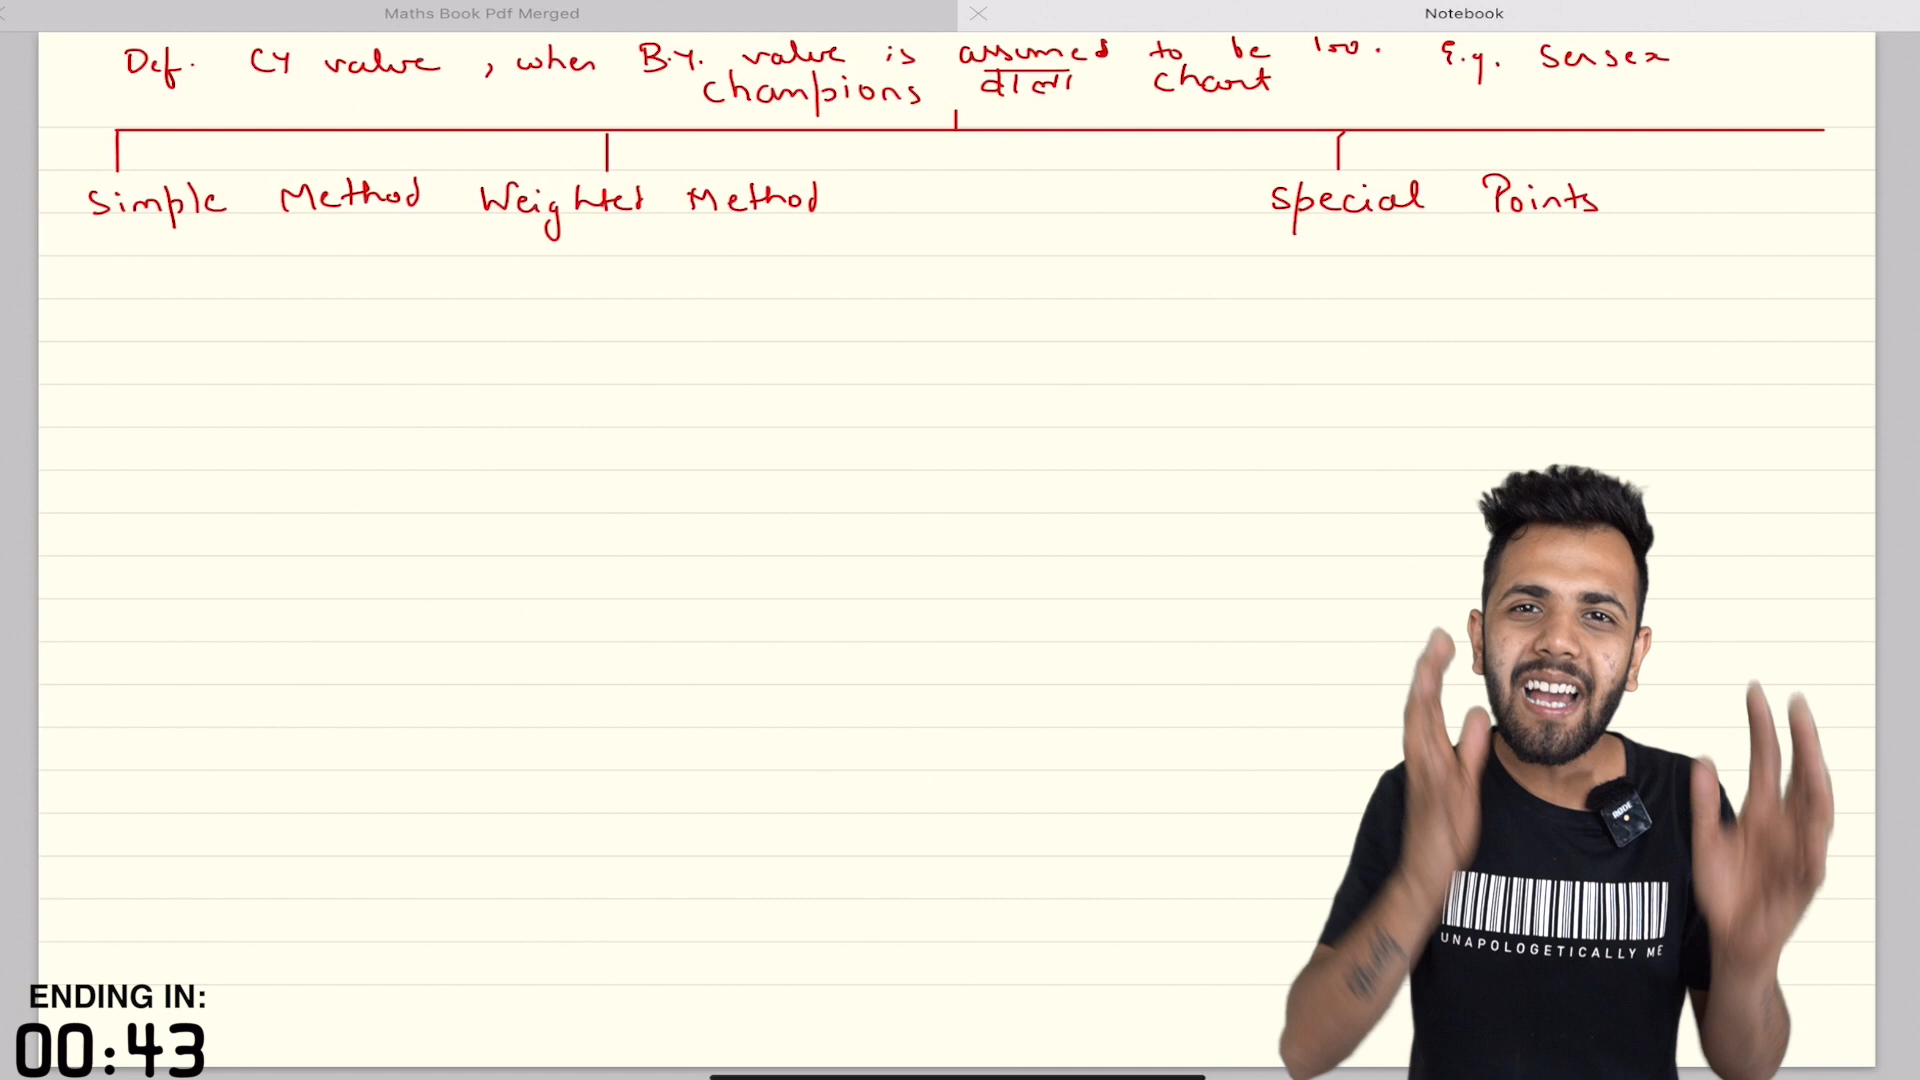 Maths Book Pdf Merged
Notebook
Def. CY value, when B.Y. value is assumed to be 100. E.g. Sensex
Champions वाला Chart
Simple Method
Weighted Method
Special Points
RODE
UNAPOLOGETICALLY ME
ENDING IN:
00:43